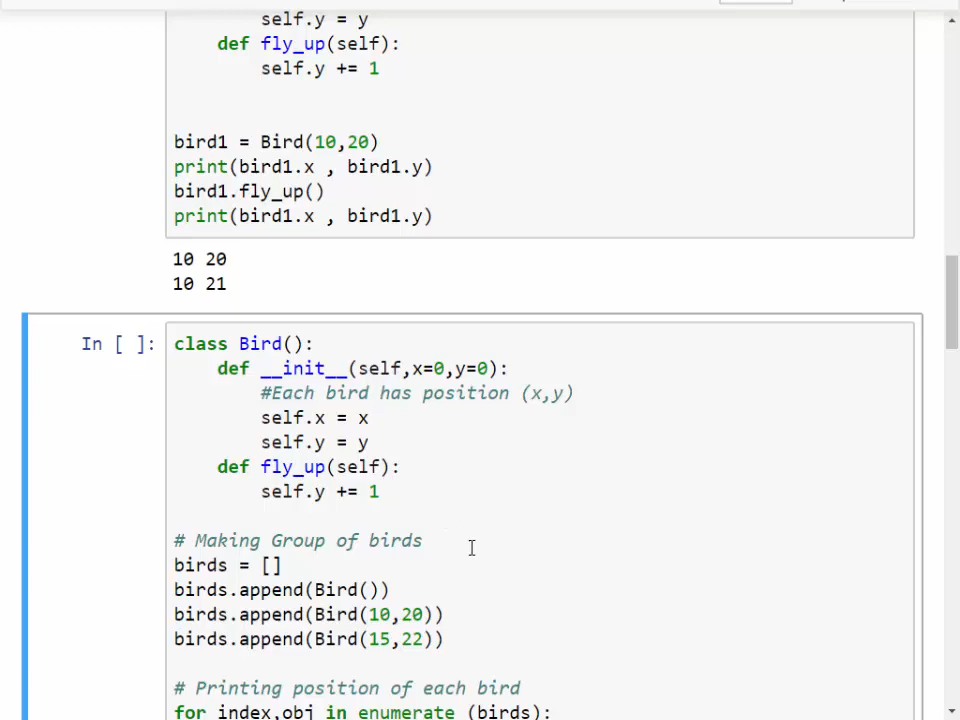 self.y = y
    def fly_up(self):
        self.y += 1
bird1 = Bird(10,20)
print(bird1.x , bird1.y)
bird1.fly_up()
print(bird1.x , bird1.y)
10 20
10 21
In [ ]: class Bird():
    def __init__(self,x=0,y=0):
        #Each bird has position (x,y)
        self.x = x
        self.y = y
    def fly_up(self):
        self.y += 1
# Making Group of birds
birds = []
birds.append(Bird())
birds.append(Bird(10,20))
birds.append(Bird(15,22))
# Printing position of each bird
for index,obj in enumerate (birds):